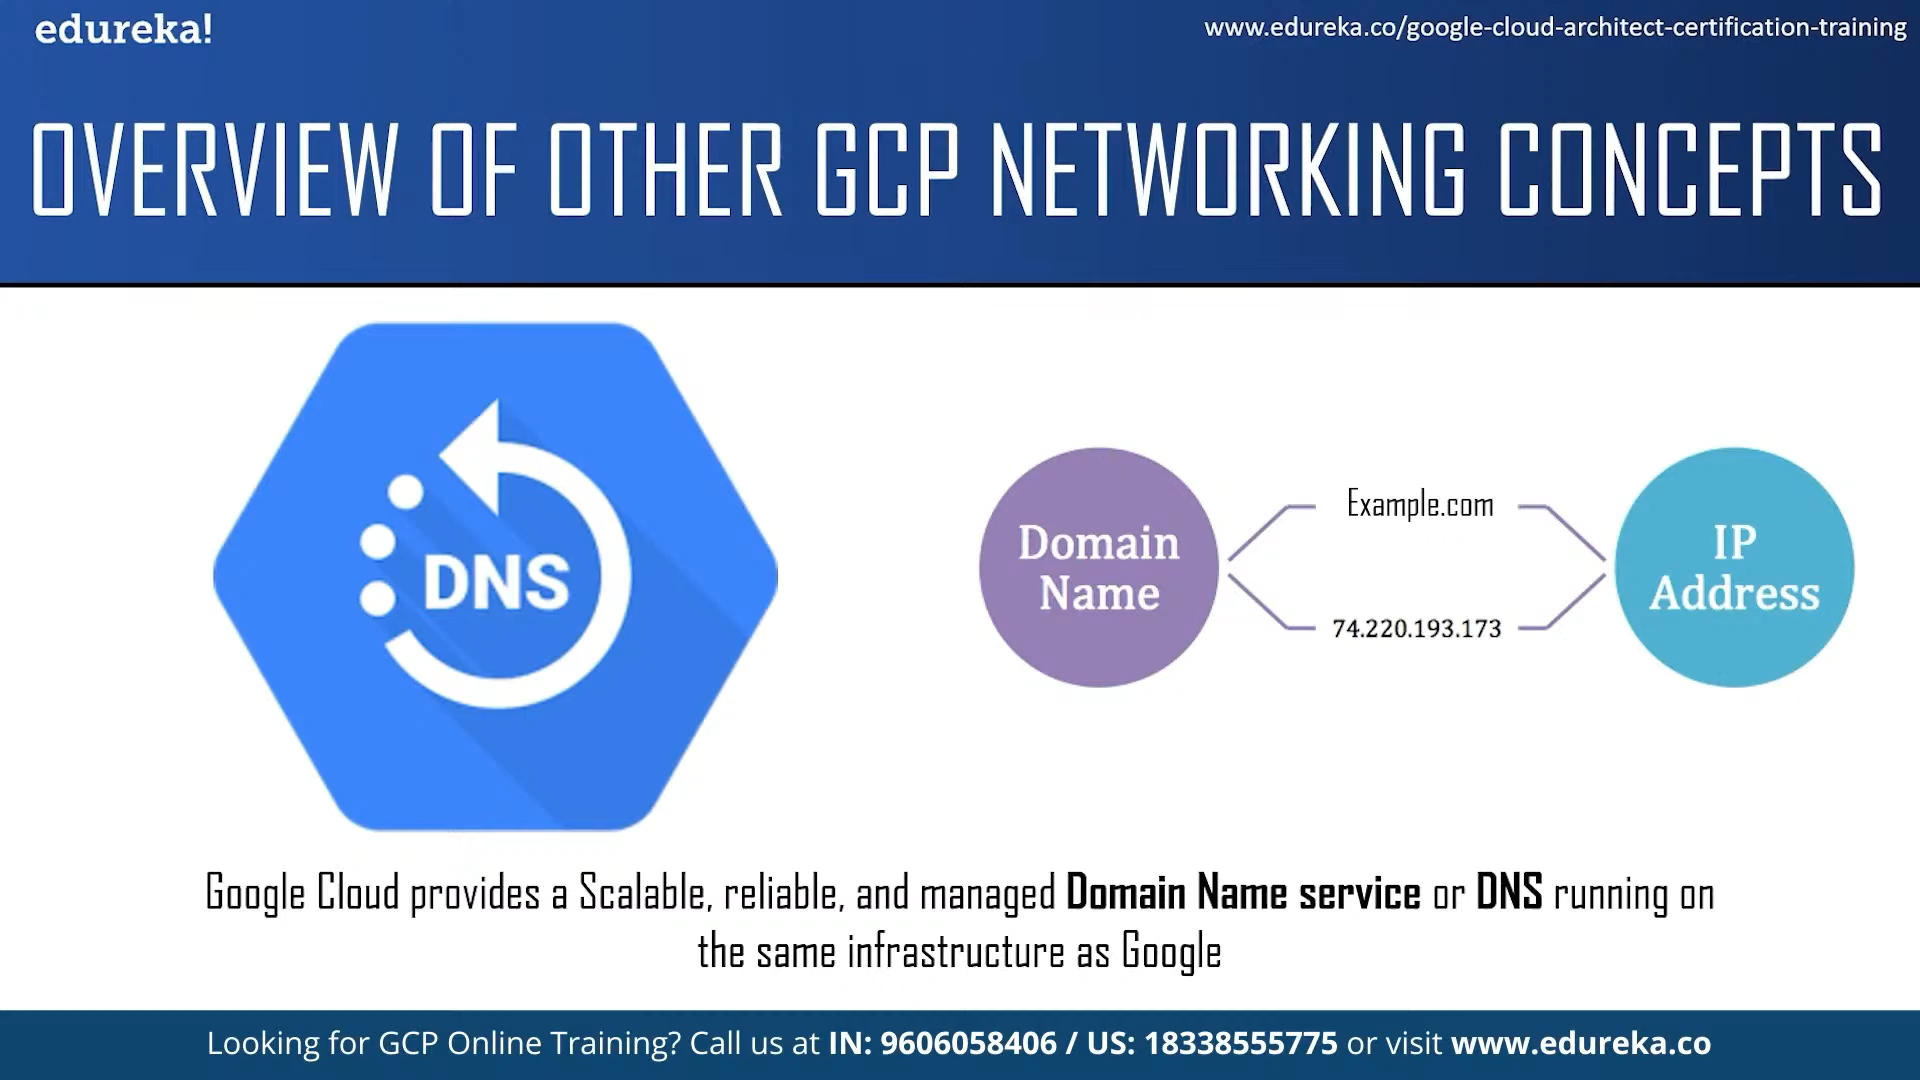 edureka!
www.edureka.co/google-cloud-architect-certification-training
OVERVIEW OF OTHER GCP NETWORKING CONCEPTS
DNS
Domain
Name
Example.com
74.220.193.173
IP
Address
Google Cloud provides a Scalable, reliable, and managed Domain Name service or DNS running on
the same infrastructure as Google
Looking for GCP Online Training? Call us at IN: 9606058406 / US: 18338555775 or visit www.edureka.co